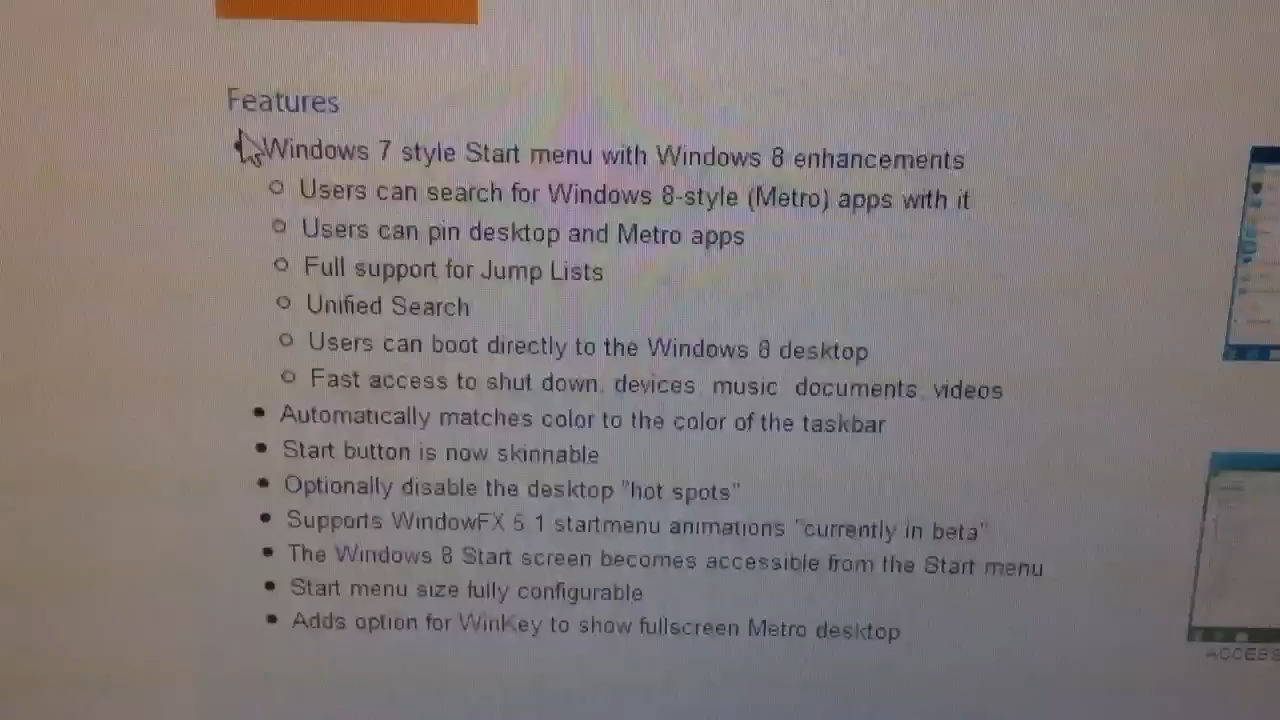 Features
Windows 7 style Start menu with Windows 8 enhancements
Users can search for Windows 8-style (Metro) apps with it
Users can pin desktop and Metro apps
Full support for Jump Lists
Unified Search
Users can boot directly to the Windows 8 desktop
Fast access to shut down, devices, music, documents, videos
Automatically matches color to the color of the taskbar
Start button is now skinnable
Optionally disable the desktop "hot spots"
Supports WindowFX 5.1 startmenu animations "currently in beta"
The Windows 8 Start screen becomes accessible from the Start menu
Start menu size fully configurable
Adds option for WinKey to show fullscreen Metro desktop
ACCESS